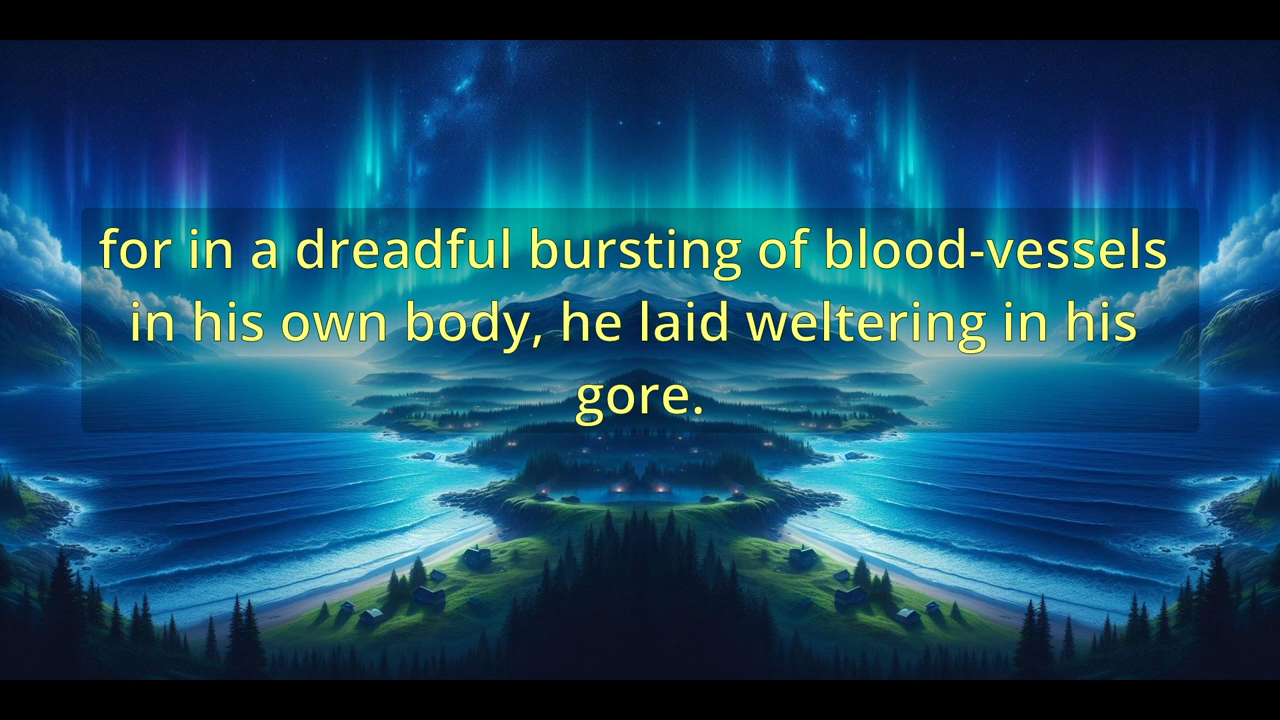 for in a dreadful bursting of blood-vessels
in his own body, he laid weltering in his
gore.